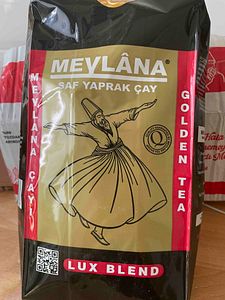 MEVLÂNA®
SAF YAPRAK ÇAY
MEVLÂNA ÇAYI
GOLDEN TEA
LUX BLEND